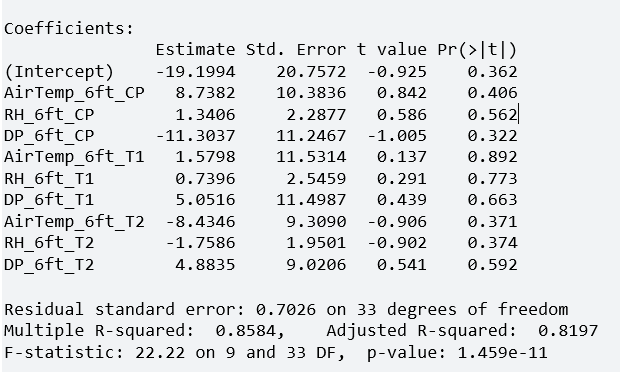 Coefficients:
Estimate Std. Error t value Pr(>|t|)
(Intercept) -19.1994 20.7572 -0.925 0.362
AirTemp_6ft_CP 8.7382 10.3836 0.842 0.406
RH_6ft_CP 1.3406 2.2877 0.586 0.562
DP_6ft_CP -11.3037 11.2467 -1.005 0.322
AirTemp_6ft_T1 1.5798 11.5314 0.137 0.892
RH_6ft_T1 0.7396 2.5459 0.291 0.773
DP_6ft_T1 5.0516 11.4987 0.439 0.663
AirTemp_6ft_T2 -8.4346 9.3090 -0.906 0.371
RH_6ft_T2 -1.7586 1.9501 -0.902 0.374
DP_6ft_T2 4.8835 9.0206 0.541 0.592
Residual standard error: 0.7026 on 33 degrees of freedom
Multiple R-squared: 0.8584, Adjusted R-squared: 0.8197
F-statistic: 22.22 on 9 and 33 DF, p-value: 1.459e-11